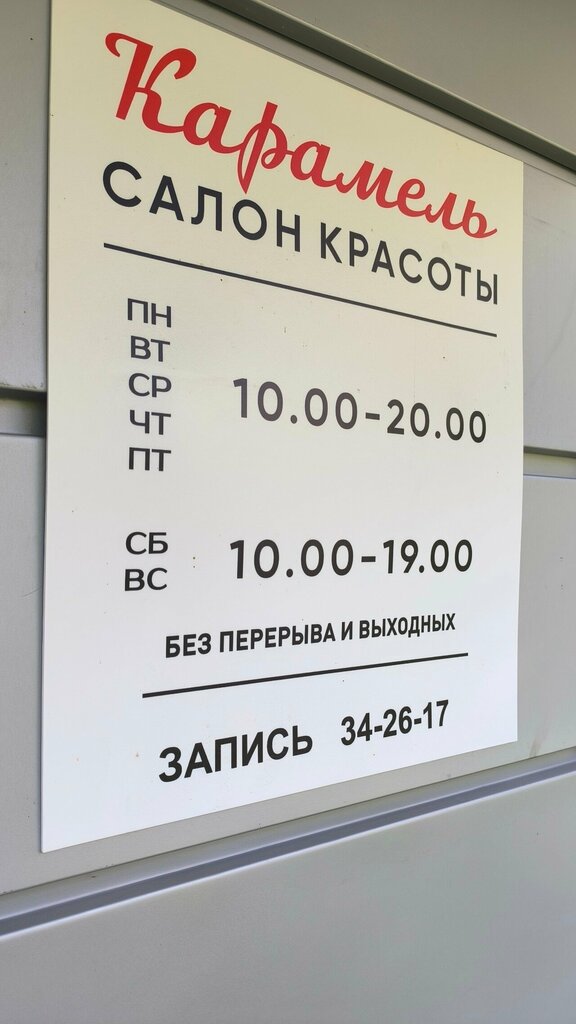 Карамель
САЛОН КРАСОТЫ
ПН
ВТ
СР
ЧТ
ПТ
10.00-20.00
СБ
ВС
10.00-19.00
БЕЗ ПЕРЕРЫВА И ВЫХОДНЫХ
ЗАПИСЬ 34-26-17